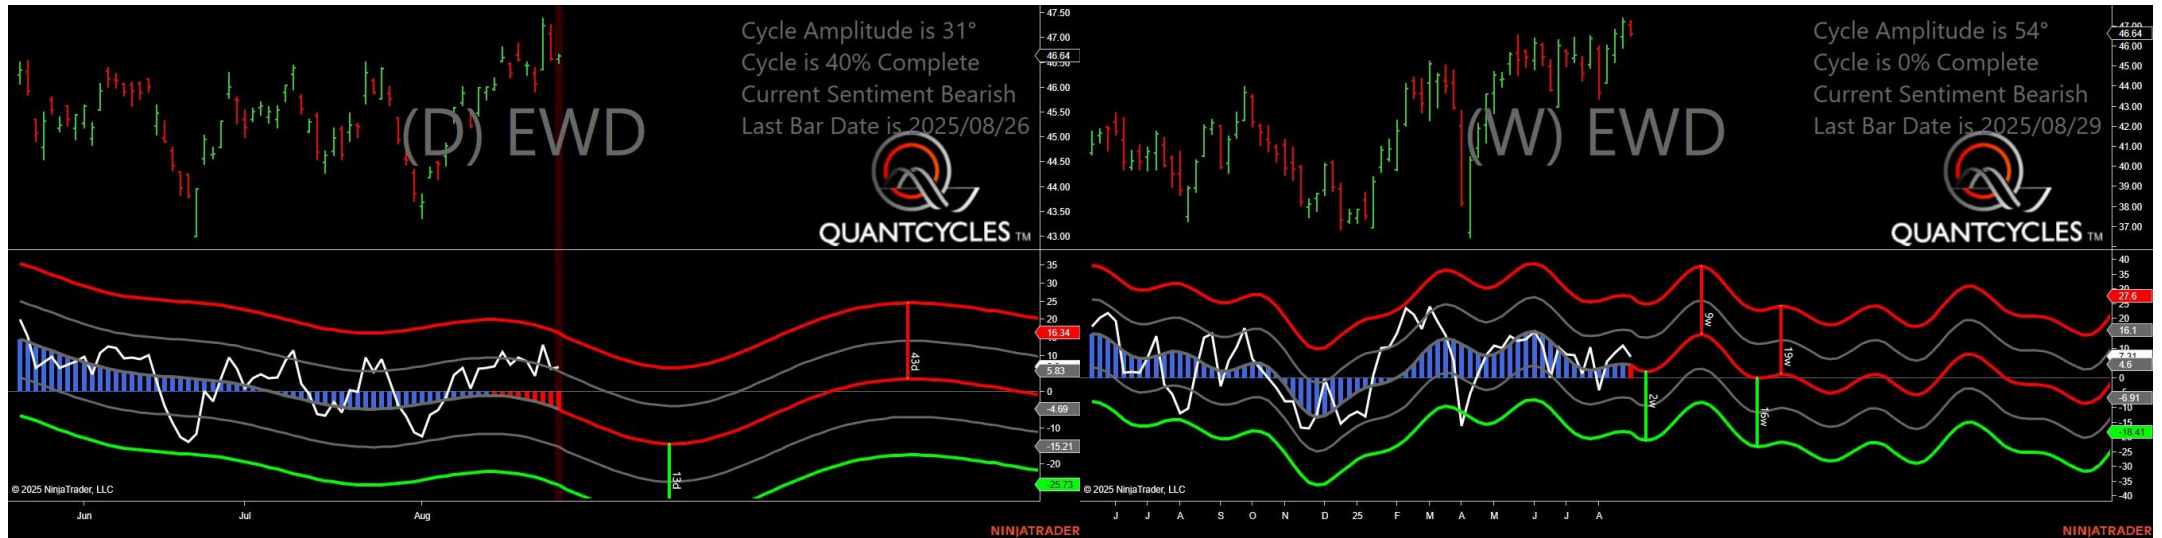 Cycle Amplitude is 31°
Cycle is 40% Complete
Current Sentiment Bearish
Last Bar Date is 2025/08/26
(D) EWD
QUANTCYCLES TM
47.50
47.00
46.64
46.00
45.50
45.00
44.50
44.00
43.50
43.00
35
30
25
20
16.34
10
5.83
0
-4.69
-10
-15.21
-20
-25.73
43d
13d
© 2025 NinjaTrader, LLC
Jun
Jul
Aug
NINJATRADER
Cycle Amplitude is 54°
Cycle is 0% Complete
Current Sentiment Bearish
Last Bar Date is 2025/08/29
(W) EWD
QUANTCYCLES TM
47.00
46.64
46.00
45.00
44.00
43.00
42.00
41.00
40.00
39.00
38.00
37.00
40
35
27.6
20
16.1
10
7.31
4.6
0
-6.91
-10
-15
-18.41
-25
-30
-35
-40
9w
19w
2w
16w
© 2025 NinjaTrader, LLC
J J A S O N D 25 F M A M J J A
NINJATRADER